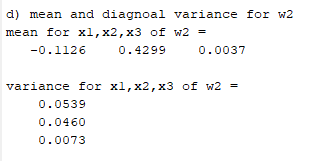 d) mean and diagnoal variance for w2
mean for x1,x2,x3 of w2 =
-0.1126 0.4299 0.0037
variance for x1,x2,x3 of w2 =
0.0539
0.0460
0.0073